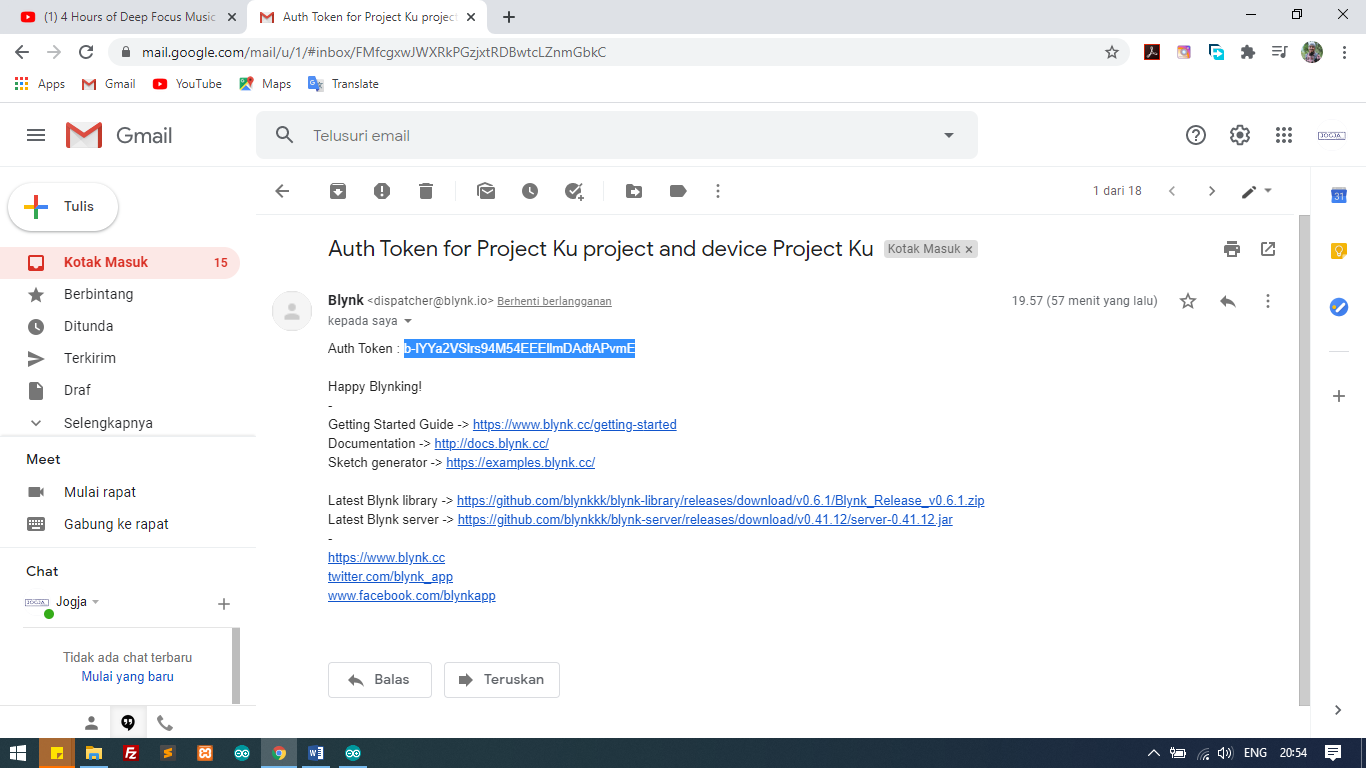 (1) 4 Hours of Deep Focus Music
Auth Token for Project Ku project
mail.google.com/mail/u/1/#inbox/FMfcgxwJWXRkPGzjxtRDBwtcLZnmGbkC
Apps
Gmail
YouTube
Maps
Translate
Gmail
Telusuri email
JOGJA
Tulis
1 dari 18
31
Kotak Masuk 15
Berbintang
Ditunda
Terkirim
Draf
Selengkapnya
Meet
Mulai rapat
Gabung ke rapat
Chat
Jogja
Tidak ada chat terbaru
Mulai yang baru
Auth Token for Project Ku project and device Project Ku Kotak Masuk x
Blynk <dispatcher@blynk.io> Berhenti berlangganan
19.57 (57 menit yang lalu)
kepada saya
Auth Token : b-IYYa2VSIrs94M54EEEIlmDAdtAPvmE
Happy Blynking!
-
Getting Started Guide -> https://www.blynk.cc/getting-started
Documentation -> http://docs.blynk.cc/
Sketch generator -> https://examples.blynk.cc/
Latest Blynk library -> https://github.com/blynkkk/blynk-library/releases/download/v0.6.1/Blynk_Release_v0.6.1.zip
Latest Blynk server -> https://github.com/blynkkk/blynk-server/releases/download/v0.41.12/server-0.41.12.jar
-
https://www.blynk.cc
twitter.com/blynk_app
www.facebook.com/blynkapp
Balas
Teruskan
ENG 20:54